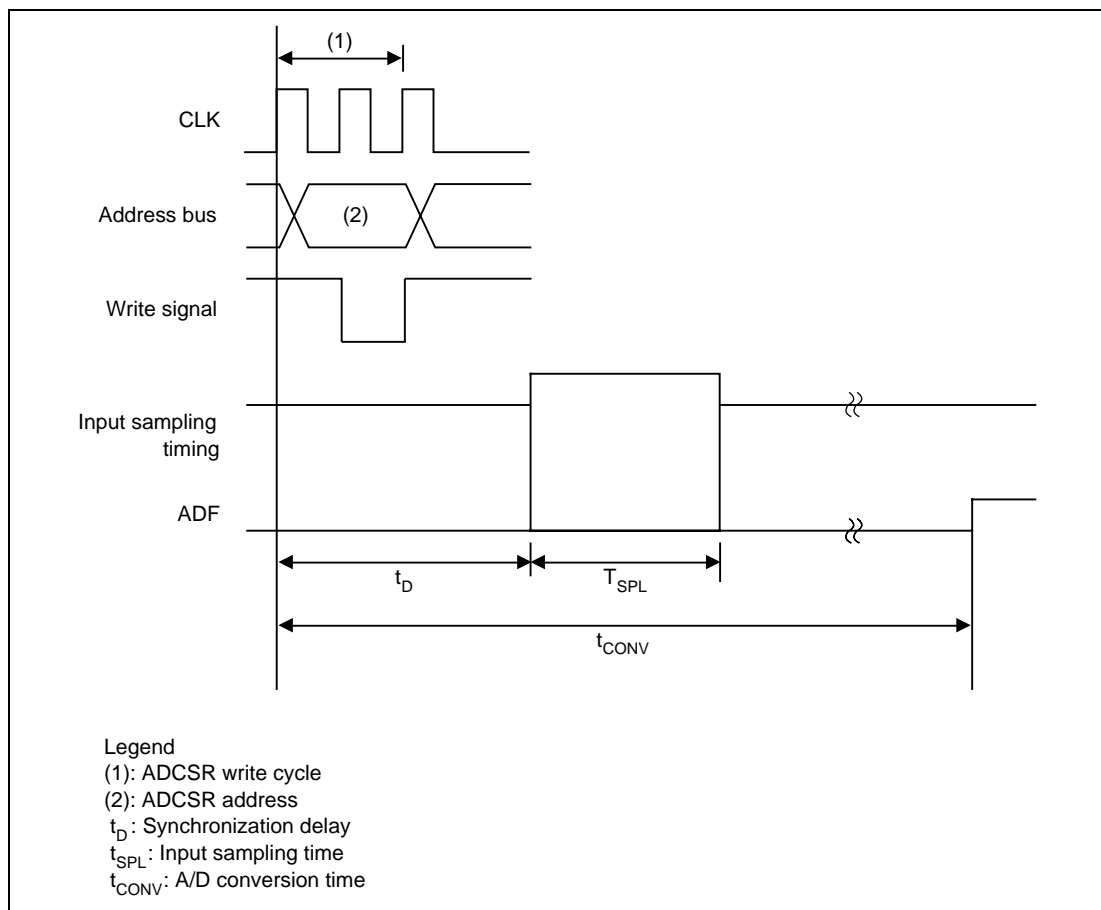 (1)
CLK
Address bus
(2)
Write signal
Input sampling
timing
ADF
tD
TSPL
tCONV
Legend
(1): ADCSR write cycle
(2): ADCSR address
tD: Synchronization delay
tSPL: Input sampling time
tCONV: A/D conversion time